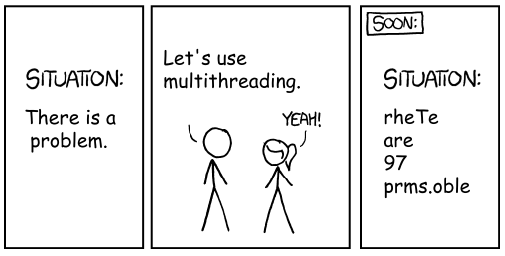 SITUATION:
There is a
problem.
Let's use
multithreading.
YEAH!
SOON:
SITUATION:
rheTe
are
97
prms.oble